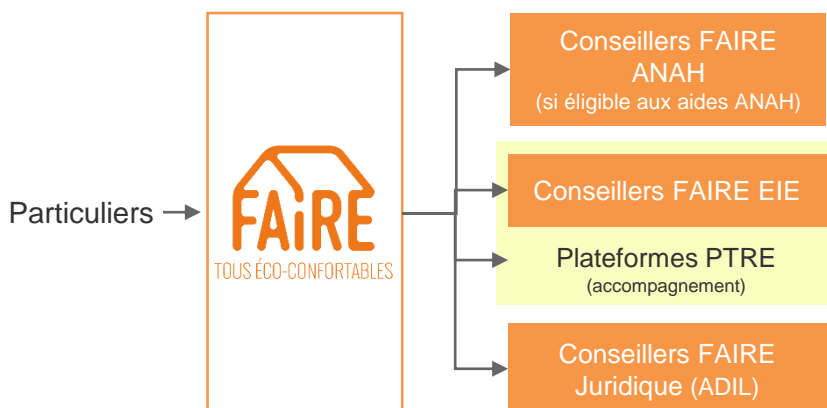 Particuliers
FAiRE
TOUS ÉCO-CONFORTABLES
Conseillers FAIRE
ANAH
(si éligible aux aides ANAH)
Conseillers FAIRE EIE
Plateformes PTRE
(accompagnement)
Conseillers FAIRE
Juridique (ADIL)